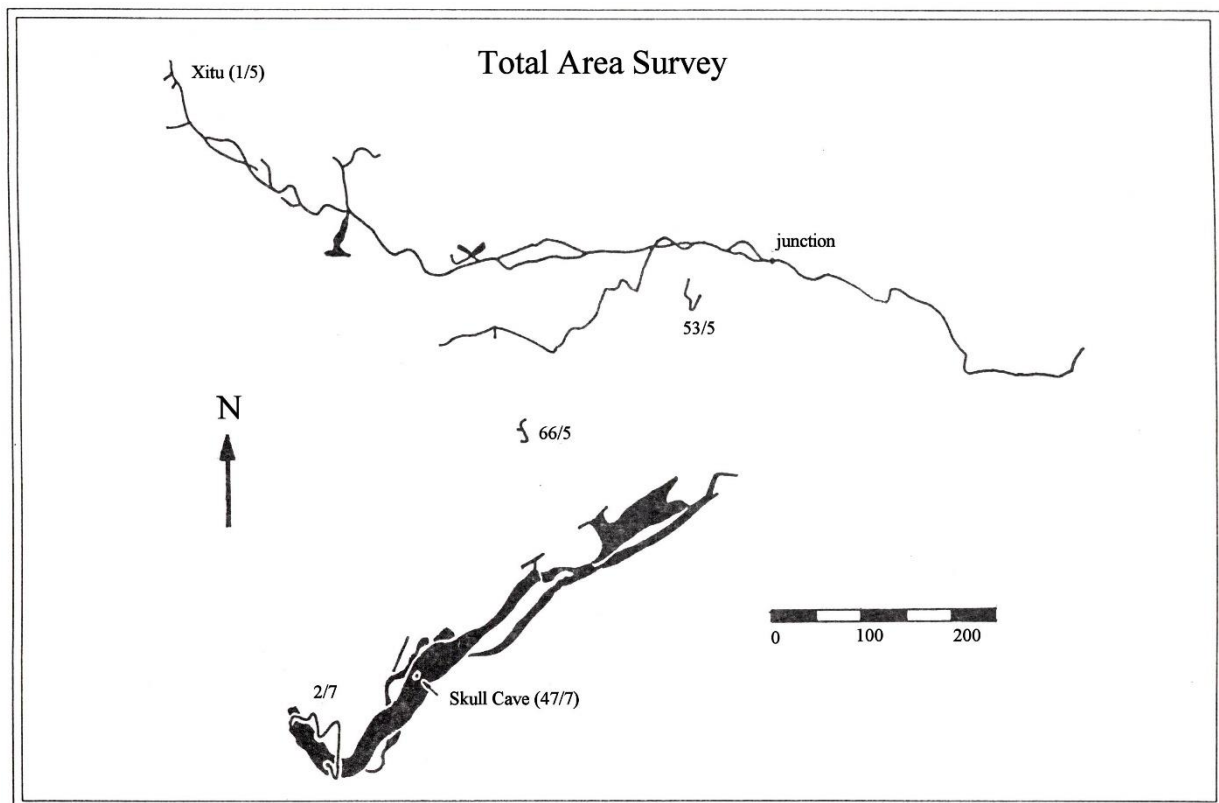 Total Area Survey
Xitu (1/5)
junction
53/5
N
66/5
0 100 200
2/7
Skull Cave (47/7)